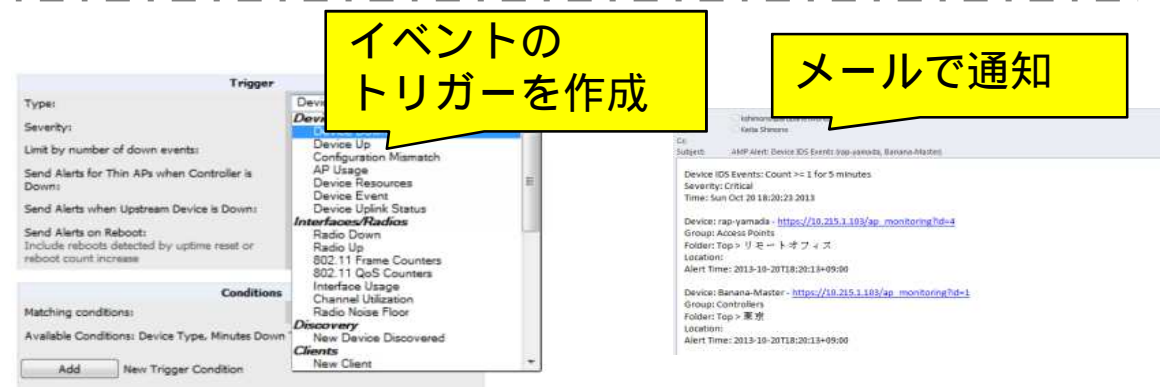 イベントの
トリガーを作成
メールで通知
Trigger
Type:
Severity:
Limit by number of down events:
Send Alerts for Thin APs when Controller is
Down:
Send Alerts when Upstream Device is Down:
Send Alerts on Reboot:
Include reboots detected by uptime reset or
reboot count increase
Conditions
Matching conditions:
Available Conditions: Device Type, Minutes Down
Add New Trigger Condition
Device Up
Configuration Mismatch
AP Usage
Device Resources
Device Event
Device Uplink Status
Interfaces/Radios
Radio Down
Radio Up
802.11 Frame Counters
802.11 QoS Counters
Interface Usage
Channel Utilization
Radio Noise Floor
Discovery
New Device Discovered
Clients
New Client
Keita Shimono
Cc:
Subject: AMP Alert: Device IDS Events (rap-yamada, Banana-Master)
Device IDS Events: Count >= 1 for 5 minutes
Severity: Critical
Time: Sun Oct 20 18:20:23 2013
Device: rap-yamada - https://10.215.1.103/ap_monitoring?id=4
Group: Access Points
Folder: Top > リモートオフィス
Location:
Alert Time: 2013-10-20T18:20:13+09:00
Device: Banana-Master - https://10.215.1.103/ap_monitoring?id=1
Group: Controllers
Folder: Top > 東京
Location:
Alert Time: 2013-10-20T18:20:13+09:00